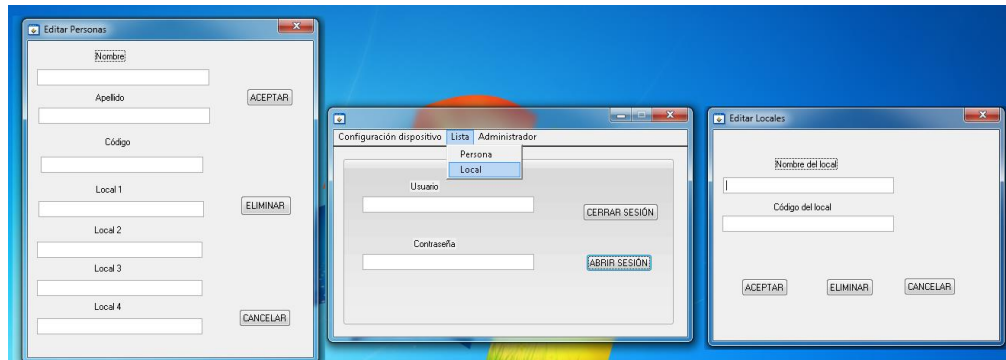 Editar Personas
Nombre
Apellido
ACEPTAR
Código
Local 1
ELIMINAR
Local 2
Local 3
Local 4
CANCELAR
Configuración dispositivo Lista Administrador
Persona
Local
Usuario
CERRAR SESIÓN
Contraseña
ABRIR SESIÓN
Editar Locales
Nombre del local
Código del local
ACEPTAR ELIMINAR CANCELAR